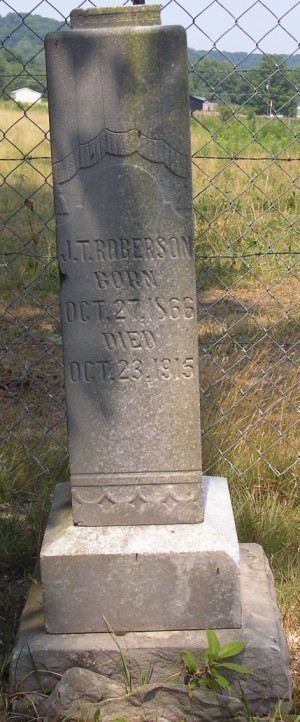 J.T. ROBERSON
BORN
OCT. 27. 1866
DIED
OCT. 23. 1915